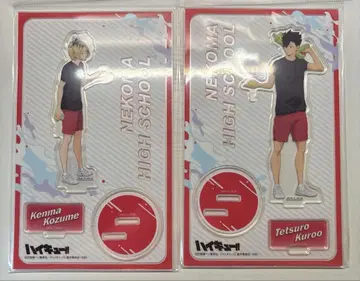 NEKOMA
HIGH SCHOOL
Kenma
Kozume
ハイキュー!!
NEKOMA
HIGH SCHOOL
Tetsuro
Kuroo
ハイキュー!!